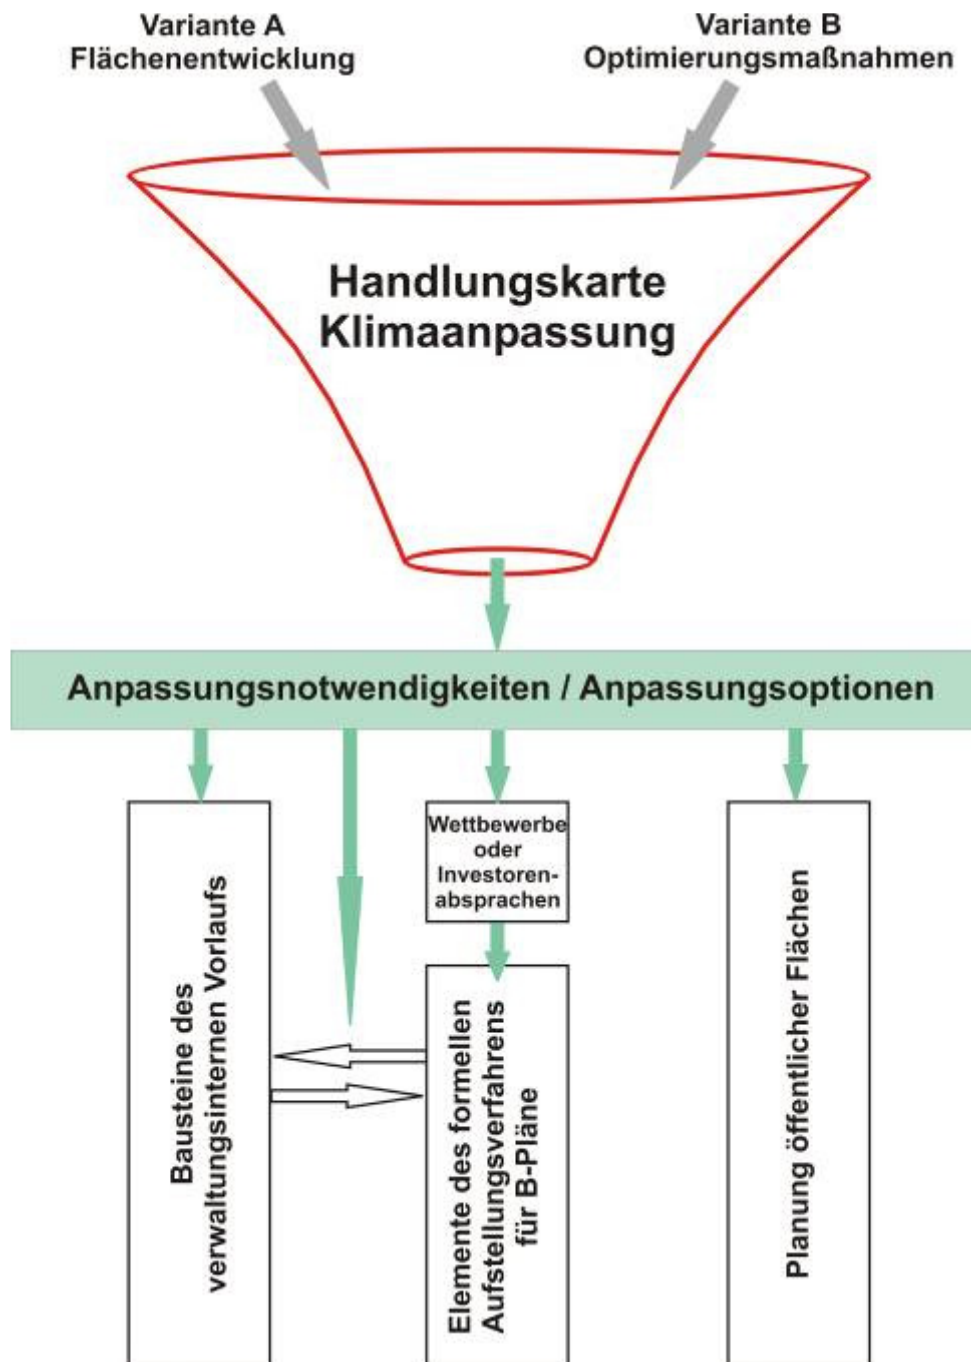 Variante A
Flächenentwicklung
Variante B
Optimierungsmaßnahmen
Handlungskarte
Klimaanpassung
Anpassungsnotwendigkeiten / Anpassungsoptionen
Bausteine des
verwaltungsinternen Vorlaufs
Wettbewerbe
oder
Investoren-
absprachen
Elemente des formellen
Aufstellungsverfahrens
für B-Pläne
Planung öffentlicher Flächen